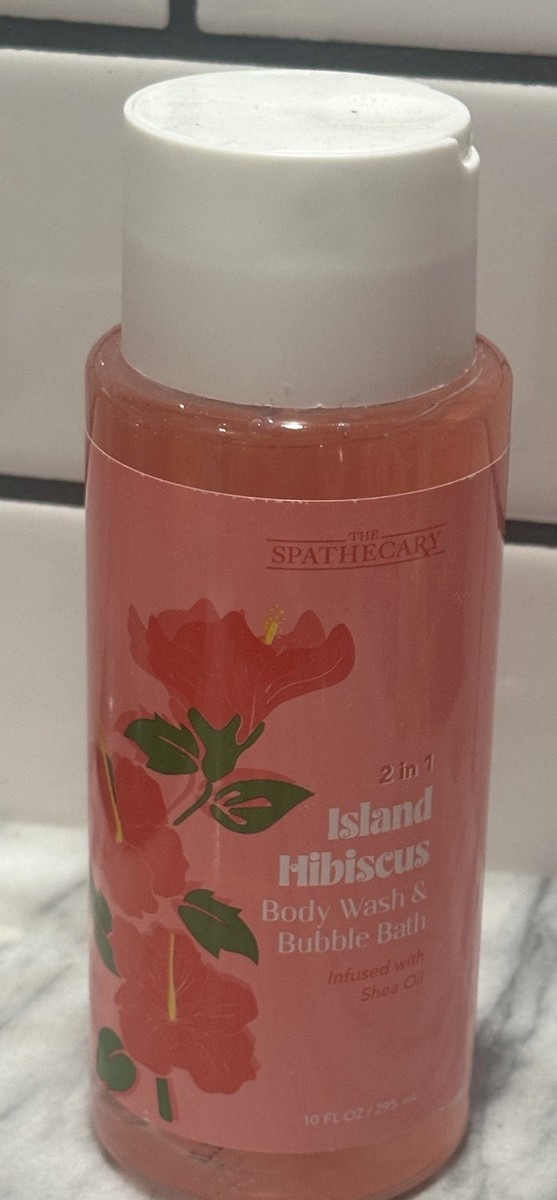 THE
SPATHECARY
2 in 1
Island
Hibiscus
Body Wash &
Bubble Bath
Infused with
Shea Oil
10 FL OZ / 295 mL